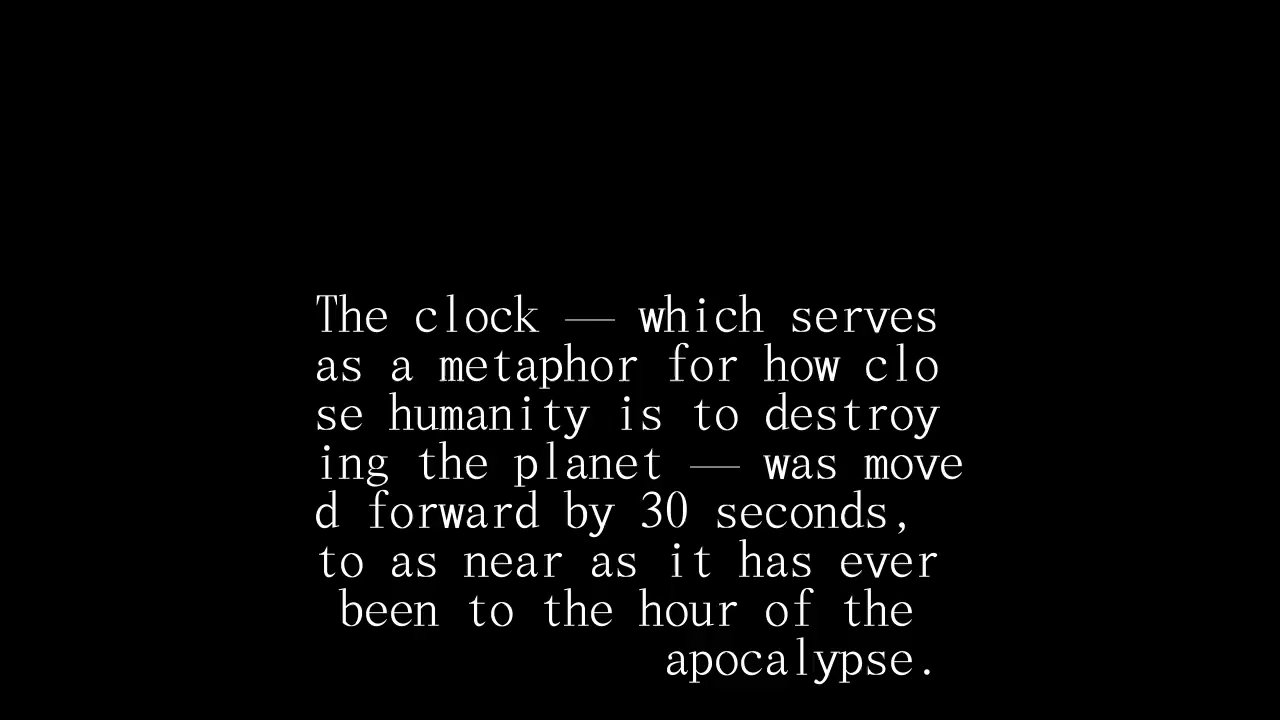 The clock — which serves
as a metaphor for how clo
se humanity is to destroy
ing the planet — was move
d forward by 30 seconds,
to as near as it has ever
been to the hour of the
apocalypse.